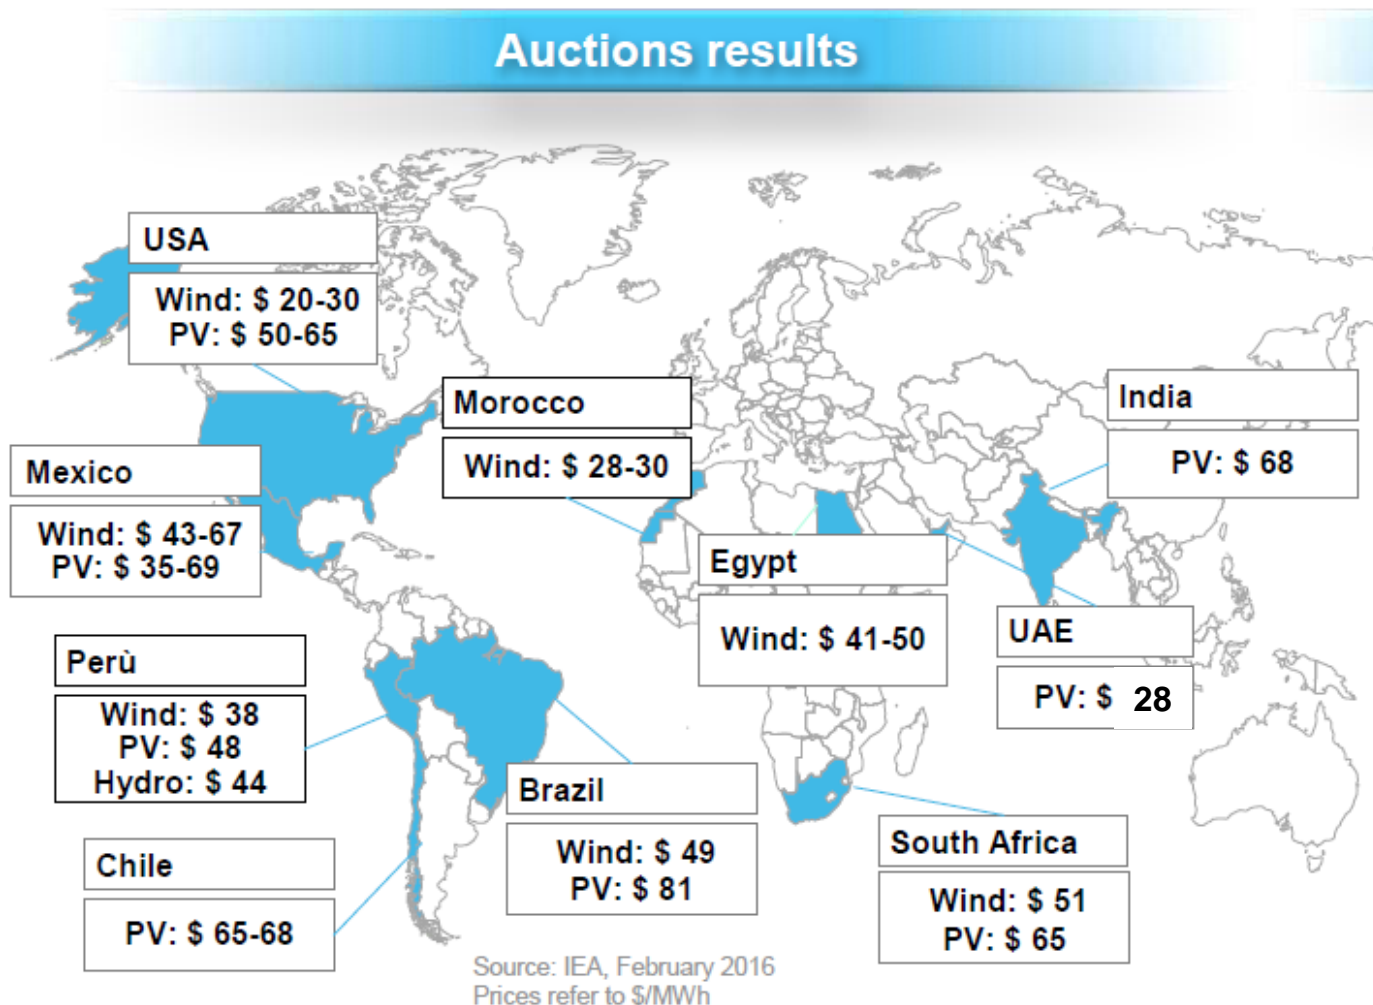 Auctions results
USA
Wind: $ 20-30
PV: $ 50-65
Morocco
Wind: $ 28-30
India
PV: $ 68
Mexico
Wind: $ 43-67
PV: $ 35-69
Egypt
Wind: $ 41-50
UAE
PV: $ 28
Perù
Wind: $ 38
PV: $ 48
Hydro: $ 44
Brazil
Wind: $ 49
PV: $ 81
South Africa
Wind: $ 51
PV: $ 65
Chile
PV: $ 65-68
Source: IEA, February 2016
Prices refer to $/MWh